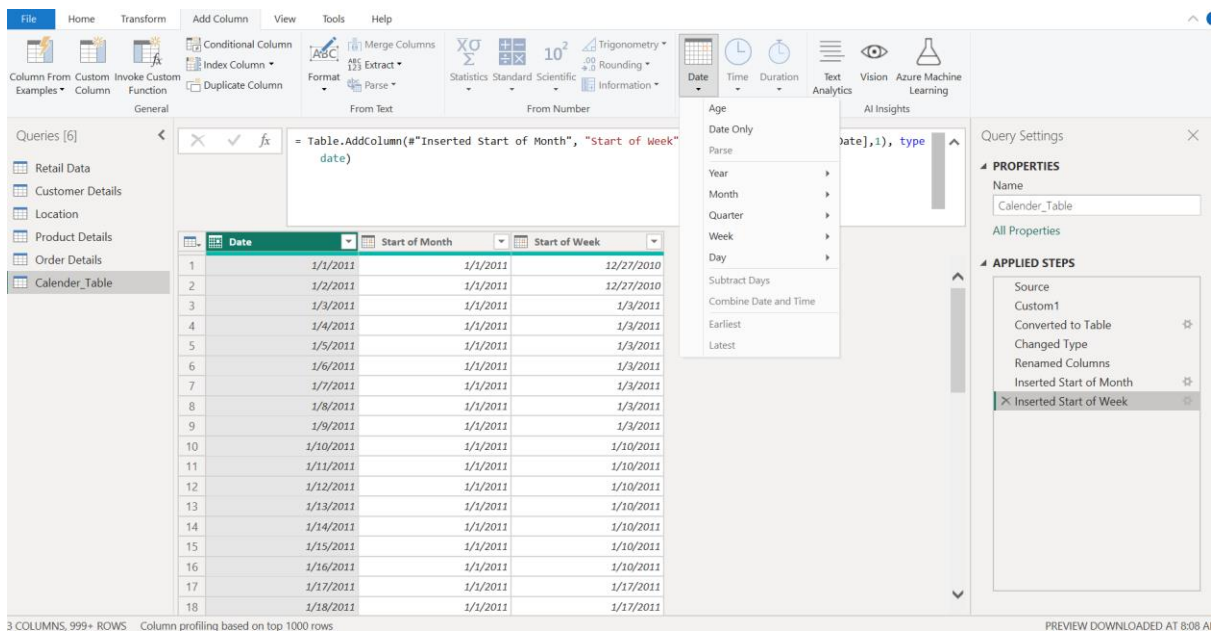 File Home Transform Add Column View Tools Help
Column From Examples Custom Column Invoke Custom Function
General
Conditional Column
Index Column
Duplicate Column
ABC
Format
Merge Columns
ABC 123 Extract
Parse
From Text
XO Σ Statistics
Standard
10² Scientific
Trigonometry
.00 Rounding
Information
From Number
Date Time Duration
Text Analytics Vision Azure Machine Learning
AI Insights
Age
Date Only
Parse
Year
Month
Quarter
Week
Day
Subtract Days
Combine Date and Time
Earliest
Latest
Queries [6]
Retail Data
Customer Details
Location
Product Details
Order Details
Calender_Table
fx = Table.AddColumn(#"Inserted Start of Month", "Start of Week" Date],1), type
date)
Date Start of Month Start of Week
1 1/1/2011 1/1/2011 12/27/2010
2 1/2/2011 1/1/2011 12/27/2010
3 1/3/2011 1/1/2011 1/3/2011
4 1/4/2011 1/1/2011 1/3/2011
5 1/5/2011 1/1/2011 1/3/2011
6 1/6/2011 1/1/2011 1/3/2011
7 1/7/2011 1/1/2011 1/3/2011
8 1/8/2011 1/1/2011 1/3/2011
9 1/9/2011 1/1/2011 1/3/2011
10 1/10/2011 1/1/2011 1/10/2011
11 1/11/2011 1/1/2011 1/10/2011
12 1/12/2011 1/1/2011 1/10/2011
13 1/13/2011 1/1/2011 1/10/2011
14 1/14/2011 1/1/2011 1/10/2011
15 1/15/2011 1/1/2011 1/10/2011
16 1/16/2011 1/1/2011 1/10/2011
17 1/17/2011 1/1/2011 1/17/2011
18 1/18/2011 1/1/2011 1/17/2011
Query Settings
PROPERTIES
Name
Calender_Table
All Properties
APPLIED STEPS
Source
Custom1
Converted to Table
Changed Type
Renamed Columns
Inserted Start of Month
Inserted Start of Week
3 COLUMNS, 999+ ROWS Column profiling based on top 1000 rows
PREVIEW DOWNLOADED AT 8:08 A